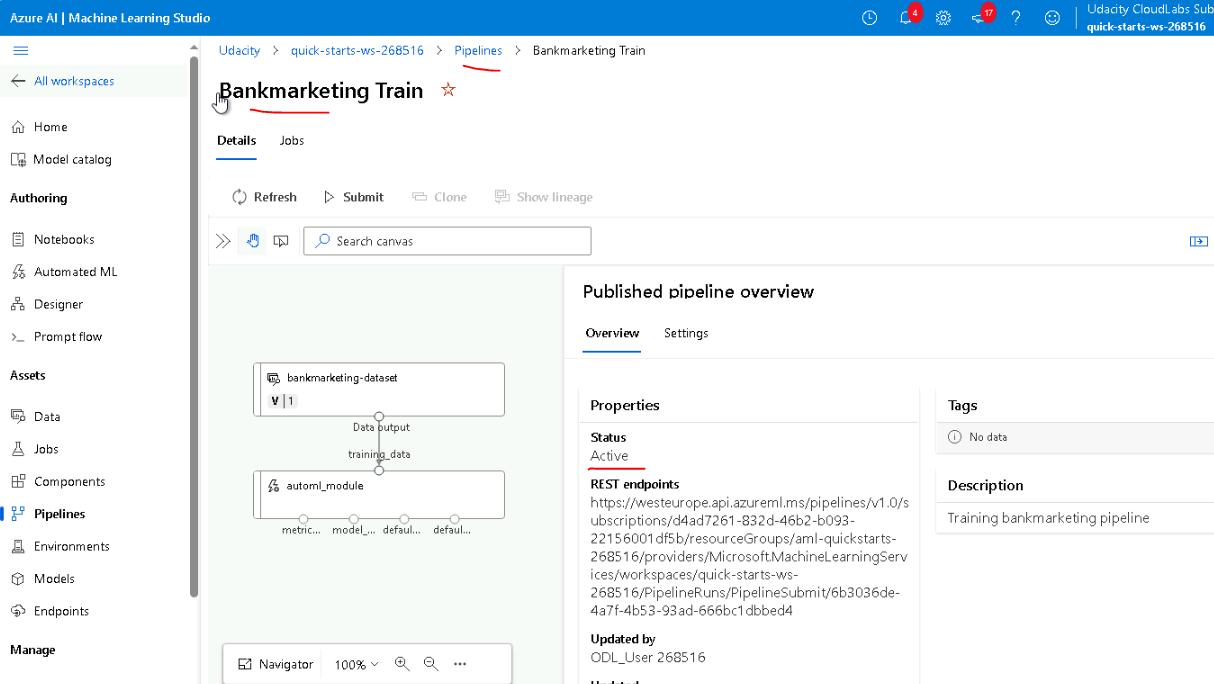 Azure AI | Machine Learning Studio
4
17
?
Udacity CloudLabs Sub
quick-starts-ws-268516
All workspaces
Home
Model catalog
Authoring
Notebooks
Automated ML
Designer
Prompt flow
Assets
Data
Jobs
Components
Pipelines
Environments
Models
Endpoints
Manage
Udacity > quick-starts-ws-268516 > Pipelines > Bankmarketing Train
Bankmarketing Train
Details Jobs
Refresh Submit Clone Show lineage
Search canvas
bankmarketing-dataset
V | 1
Data output
training_data
automl_module
metric... model_... defaul... defaul...
Navigator 100%
Published pipeline overview
Overview Settings
Properties
Status
Active
REST endpoints
https://westeurope.api.azureml.ms/pipelines/v1.0/s
ubscriptions/d4ad7261-832d-46b2-b093-
22156001df5b/resourceGroups/aml-quickstarts-
268516/providers/Microsoft.MachineLearningServ
ices/workspaces/quick-starts-ws-
268516/PipelineRuns/PipelineSubmit/6b3036de-
4a7f-4b53-93ad-666bc1dbbed4
Updated by
ODL_User 268516
Tags
No data
Description
Training bankmarketing pipeline